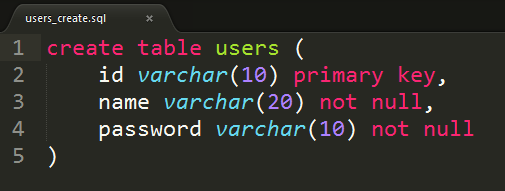 users_create.sql ×
1 create table users (
2     id varchar(10) primary key,
3     name varchar(20) not null,
4     password varchar(10) not null
5 )